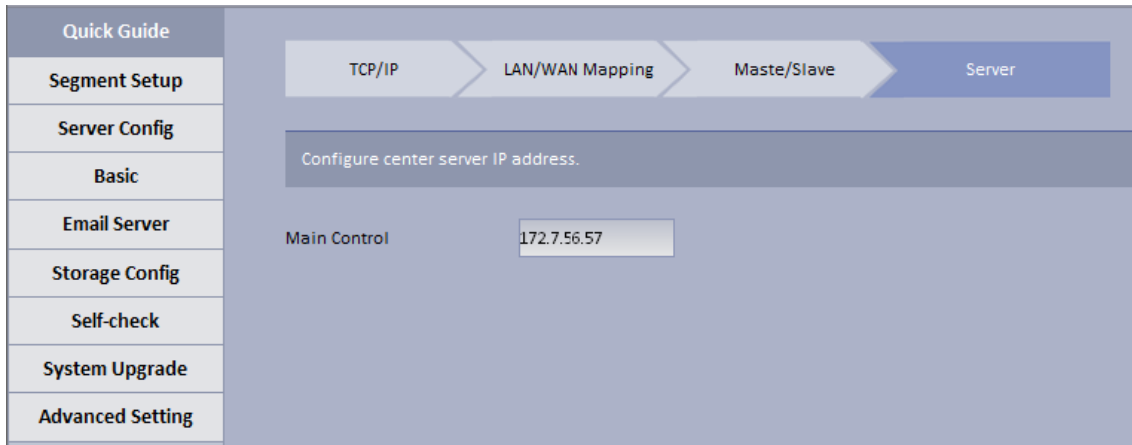 Quick Guide
Segment Setup
Server Config
Basic
Email Server
Storage Config
Self-check
System Upgrade
Advanced Setting
TCP/IP
LAN/WAN Mapping
Maste/Slave
Server
Configure center server IP address.
Main Control
172.7.56.57